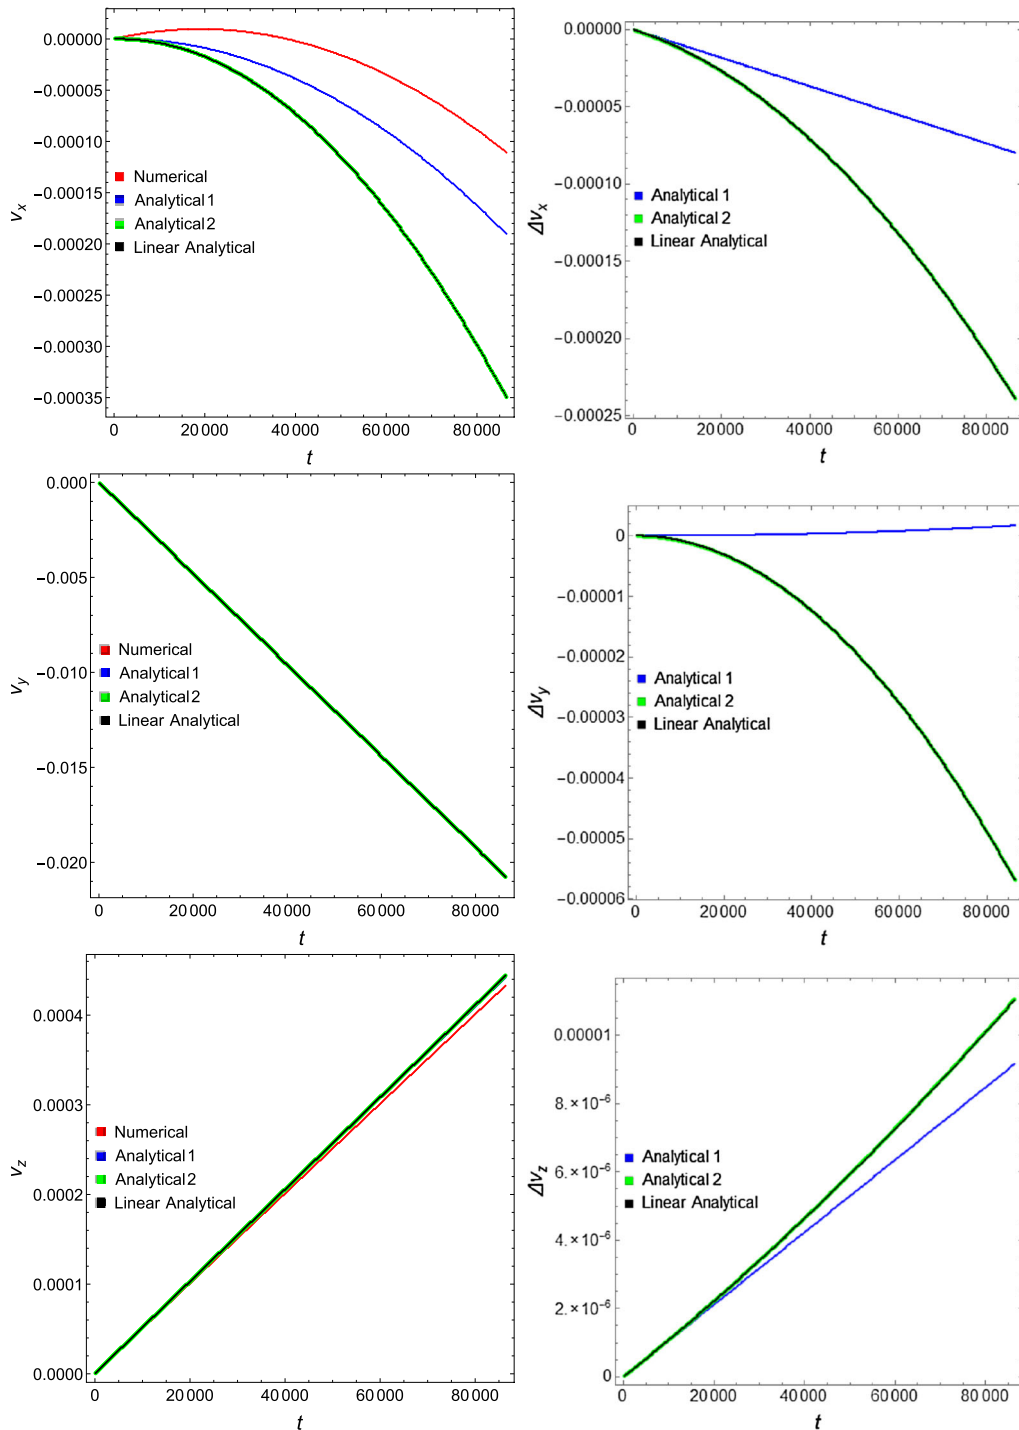 0.00000
−0.00005
−0.00010
−0.00015
−0.00020
−0.00025
−0.00030
−0.00035
v_x
Numerical
Analytical 1
Analytical 2
Linear Analytical
0 20000 40000 60000 80000
t
0.00000
−0.00005
−0.00010
−0.00015
−0.00020
−0.00025
Δv_x
Analytical 1
Analytical 2
Linear Analytical
0 20000 40000 60000 80000
t
0.000
−0.005
−0.010
−0.015
−0.020
v_y
Numerical
Analytical 1
Analytical 2
Linear Analytical
0 20000 40000 60000 80000
t
0
−0.00001
−0.00002
−0.00003
−0.00004
−0.00005
−0.00006
Δv_y
Analytical 1
Analytical 2
Linear Analytical
0 20000 40000 60000 80000
t
0.0004
0.0003
0.0002
0.0001
0.0000
v_z
Numerical
Analytical 1
Analytical 2
Linear Analytical
0 20000 40000 60000 80000
t
0.00001
8.×10⁻⁶
6.×10⁻⁶
4.×10⁻⁶
2.×10⁻⁶
0
Δv_z
Analytical 1
Analytical 2
Linear Analytical
0 20000 40000 60000 80000
t